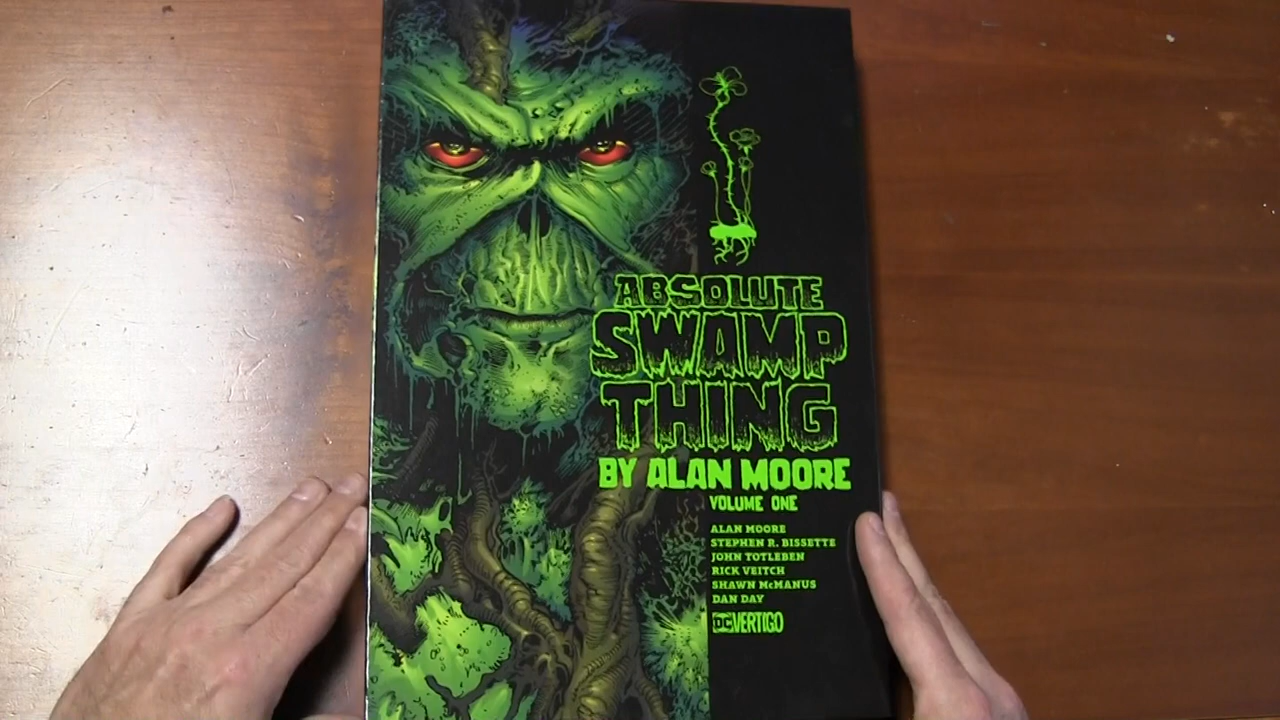 ABSOLUTE
SWAMP
THING
BY ALAN MOORE
VOLUME ONE
ALAN MOORE
STEPHEN R. BISSETTE
JOHN TOTLEBEN
RICK VEITCH
SHAWN McMANUS
DAN DAY
DC VERTIGO